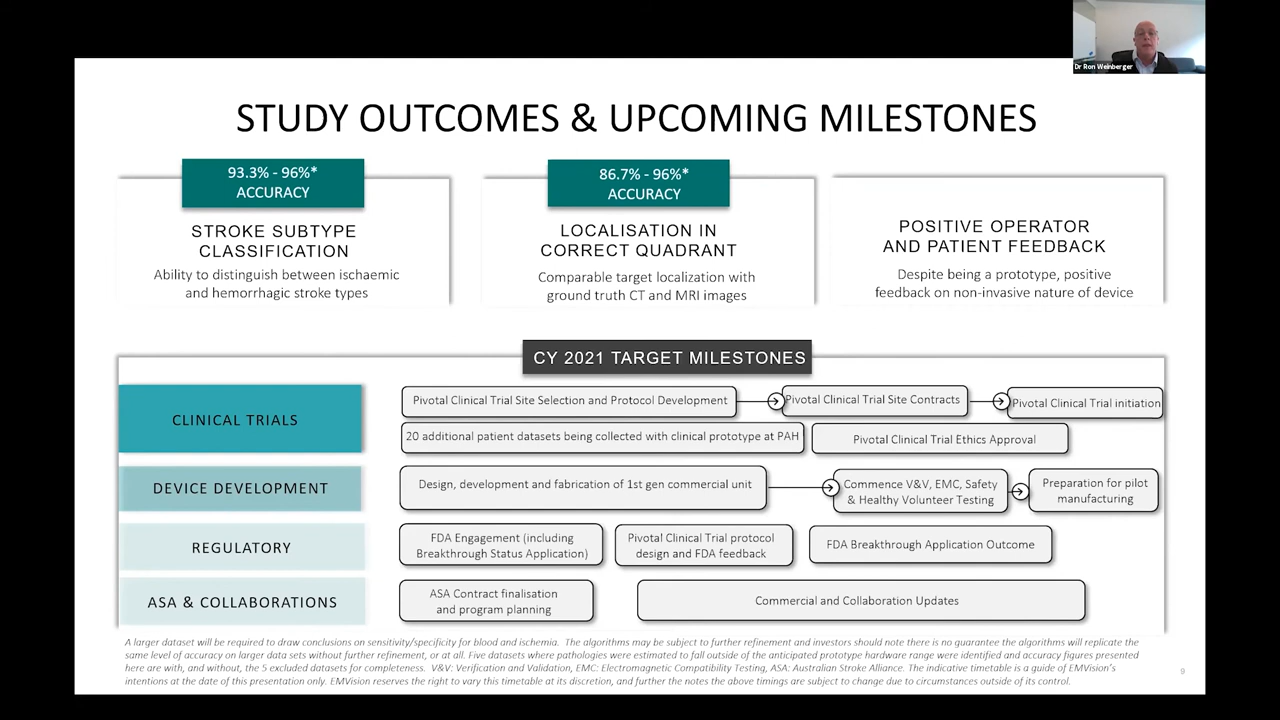 Dr Ron Weinberger
STUDY OUTCOMES & UPCOMING MILESTONES
93.3% - 96%*
ACCURACY
STROKE SUBTYPE
CLASSIFICATION
Ability to distinguish between ischaemic
and hemorrhagic stroke types
86.7% - 96%*
ACCURACY
LOCALISATION IN
CORRECT QUADRANT
Comparable target localization with
ground truth CT and MRI images
POSITIVE OPERATOR
AND PATIENT FEEDBACK
Despite being a prototype, positive
feedback on non-invasive nature of device
CY 2021 TARGET MILESTONES
CLINICAL TRIALS
Pivotal Clinical Trial Site Selection and Protocol Development
Pivotal Clinical Trial Site Contracts
Pivotal Clinical Trial initiation
20 additional patient datasets being collected with clinical prototype at PAH
Pivotal Clinical Trial Ethics Approval
DEVICE DEVELOPMENT
Design, development and fabrication of 1st gen commercial unit
Commence V&V, EMC, Safety
& Healthy Volunteer Testing
Preparation for pilot
manufacturing
REGULATORY
FDA Engagement (including
Breakthrough Status Application)
Pivotal Clinical Trial protocol
design and FDA feedback
FDA Breakthrough Application Outcome
ASA & COLLABORATIONS
ASA Contract finalisation
and program planning
Commercial and Collaboration Updates
A larger dataset will be required to draw conclusions on sensitivity/specificity for blood and ischemia. The algorithms may be subject to further refinement and investors should note there is no guarantee the algorithms will replicate the
same level of accuracy on larger data sets without further refinement, or at all. Five datasets where pathologies were estimated to fall outside of the anticipated prototype hardware range were identified and accuracy figures presented
here are with, and without, the 5 excluded datasets for completeness. V&V: Verification and Validation, EMC: Electromagnetic Compatibility Testing, ASA: Australian Stroke Alliance. The indicative timetable is a guide of EMVision's
intentions at the date of this presentation only. EMVision reserves the right to vary this timetable at its discretion, and further the notes the above timings are subject to change due to circumstances outside of its control.
9